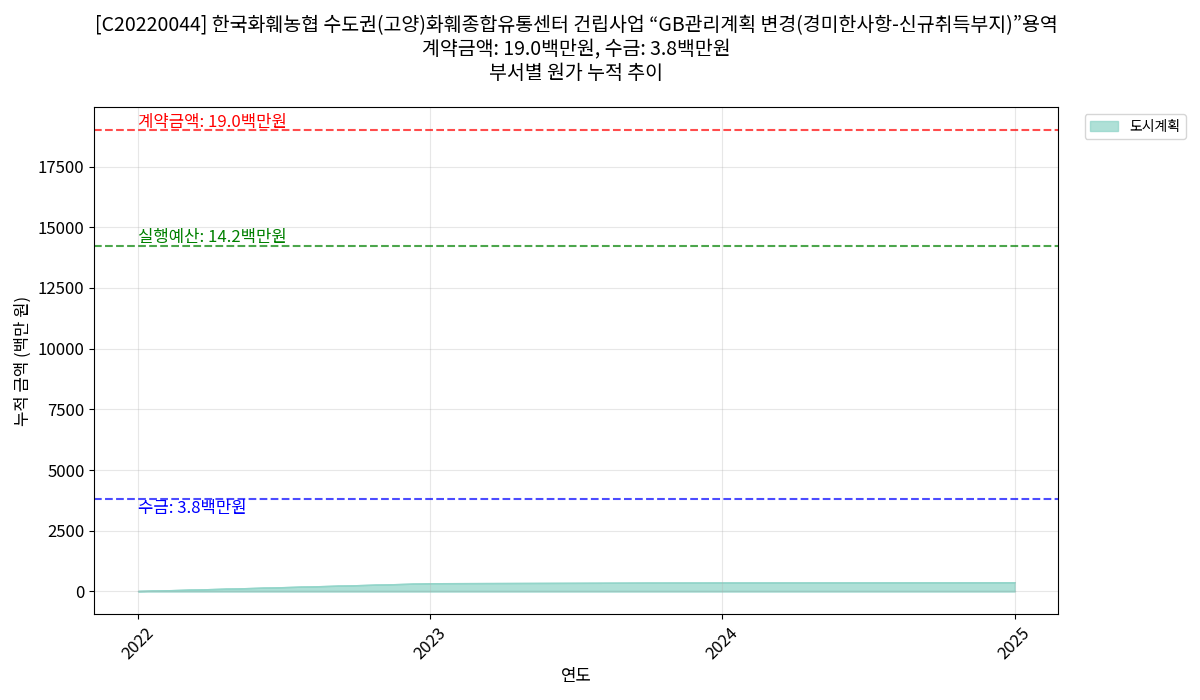 [C20220044] 한국화훼농협 수도권(고양)화훼종합유통센터 건립사업 “GB관리계획 변경(경미한사항-신규취득부지)”용역
계약금액: 19.0백만원, 수금: 3.8백만원
부서별 원가 누적 추이
계약금액: 19.0백만원
도시계획
17500
15000
실행예산: 14.2백만원
12500
10000
7500
5000
수금: 3.8백만원
2500
0
누적 금액 (백만 원)
2022
2023
2024
2025
연도